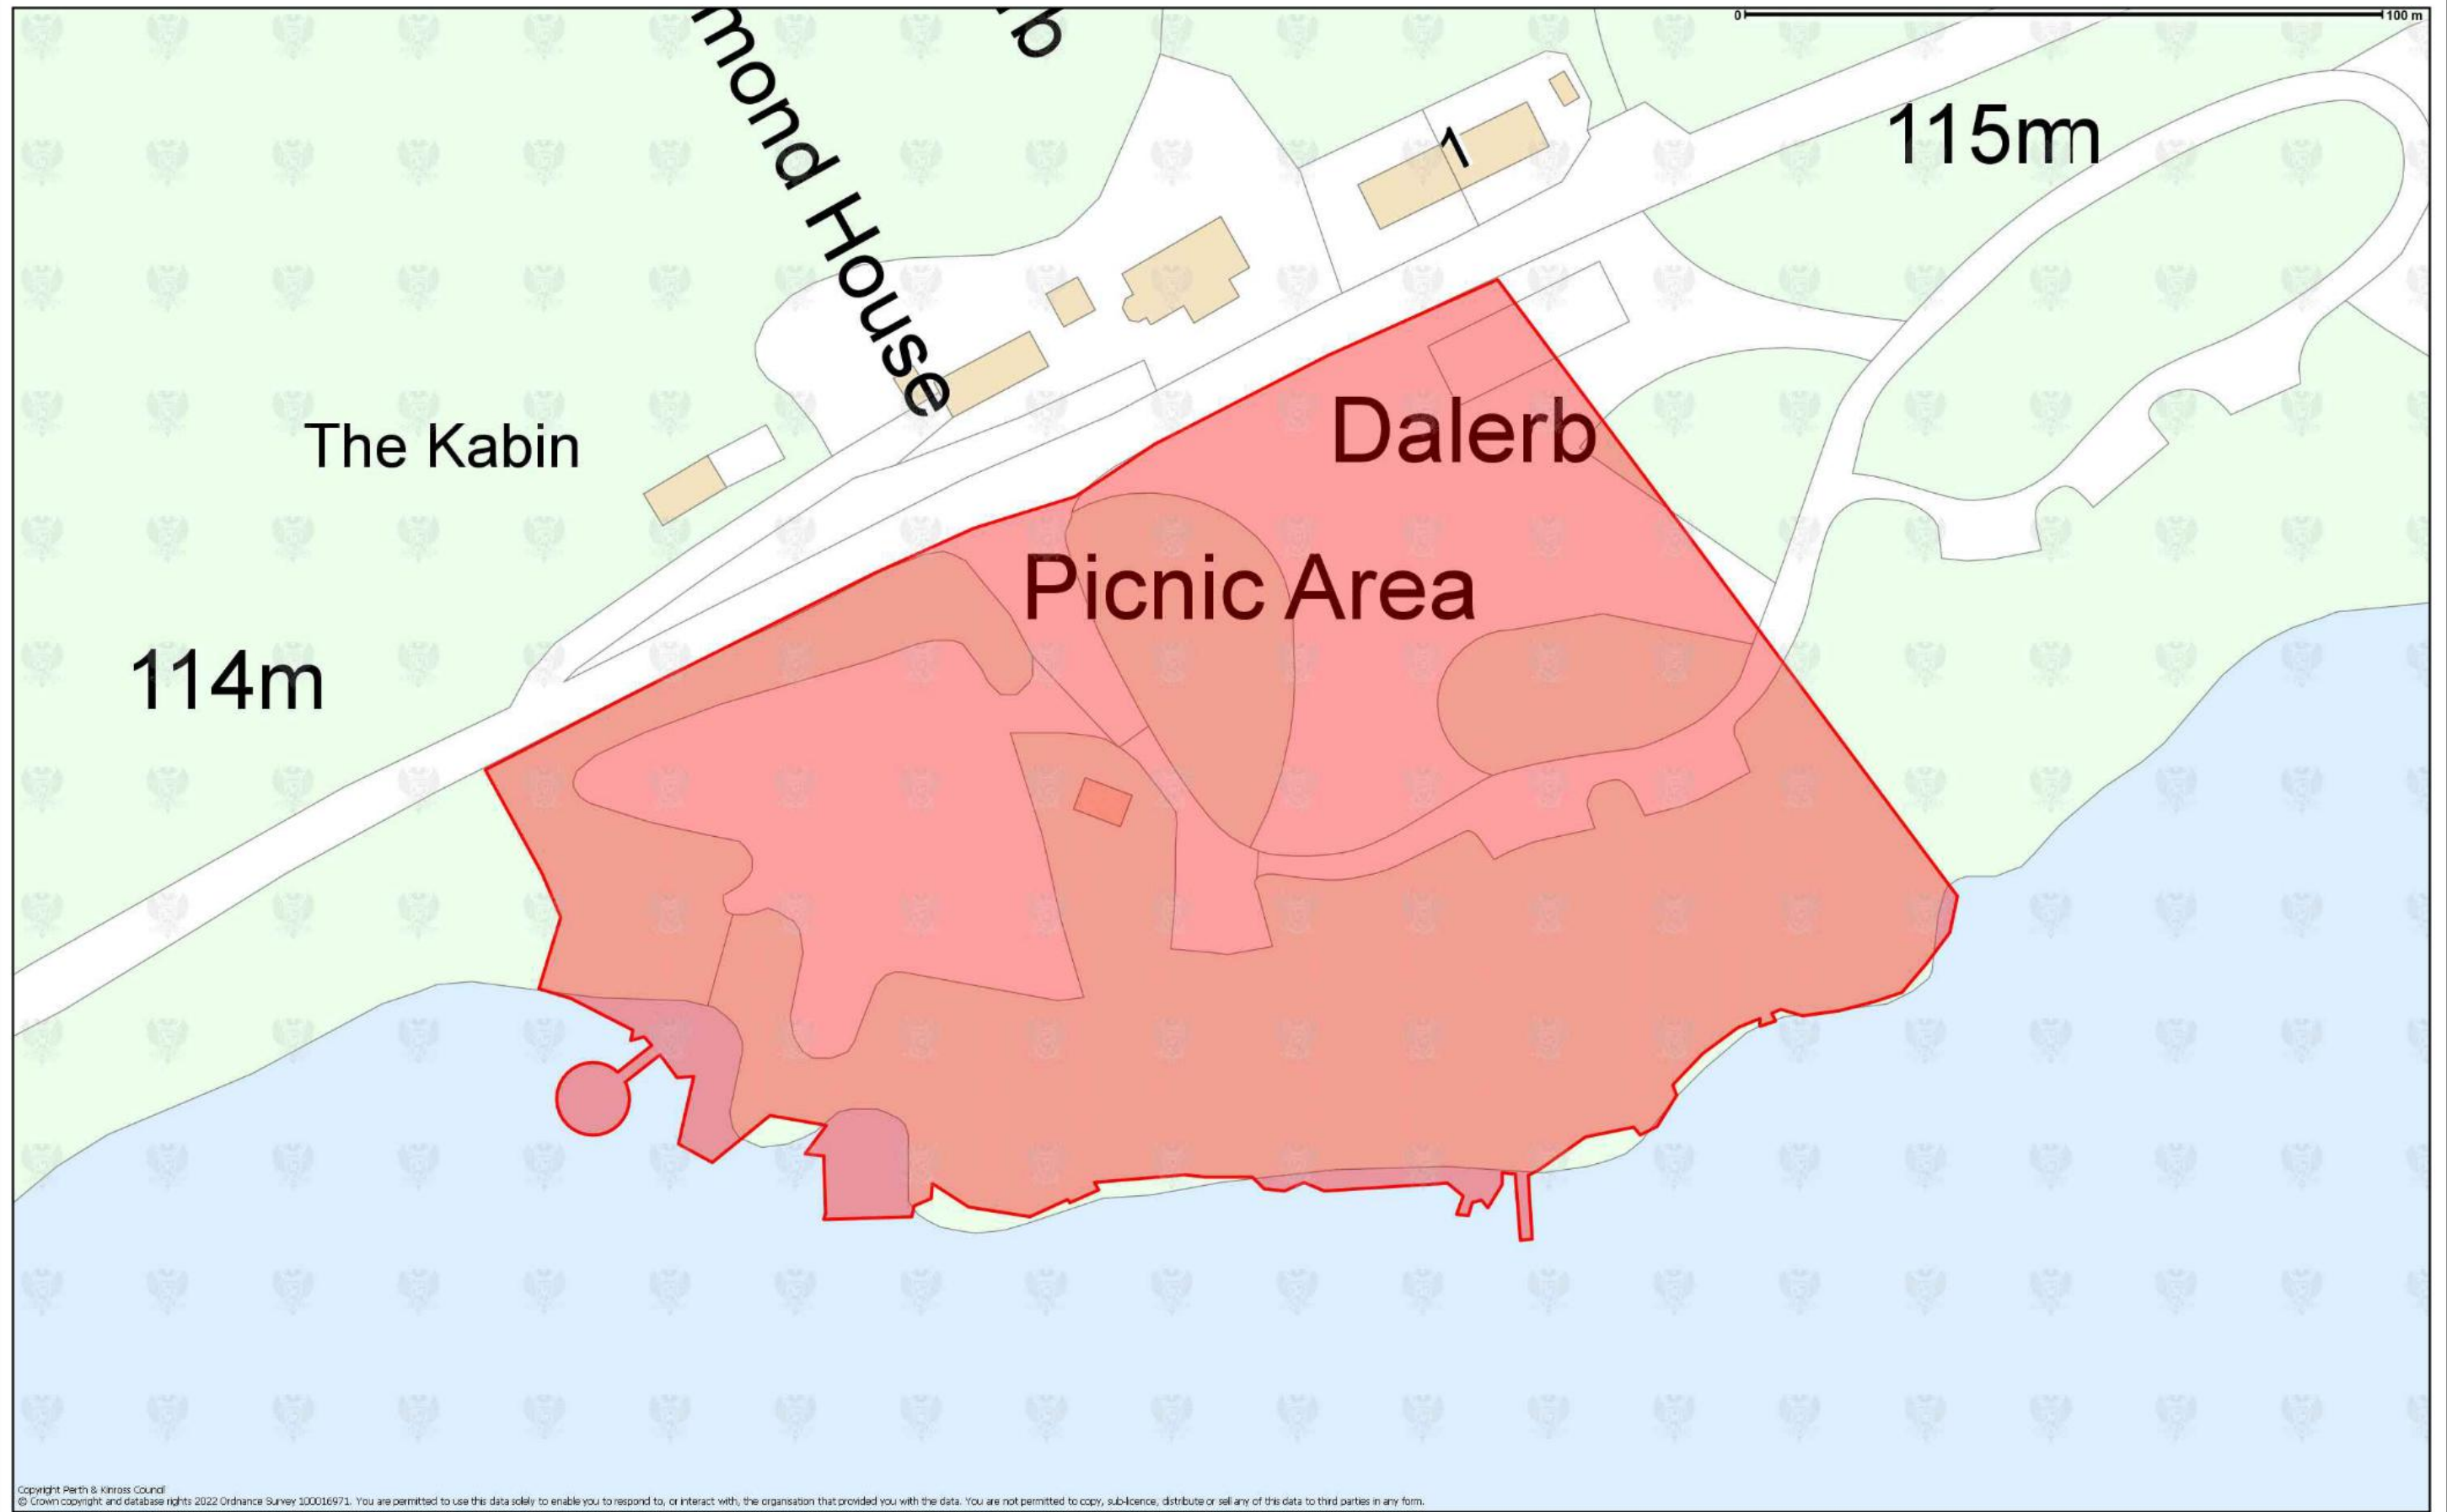 0 100 m
mond House
rb
1
115m
The Kabin
Dalerb
Picnic Area
114m
Copyright Perth & Kinross Council
© Crown copyright and database rights 2022 Ordnance Survey 100016971. You are permitted to use this data solely to enable you to respond to, or interact with, the organisation that provided you with the data. You are not permitted to copy, sub-licence, distribute or sell any of this data to third parties in any form.